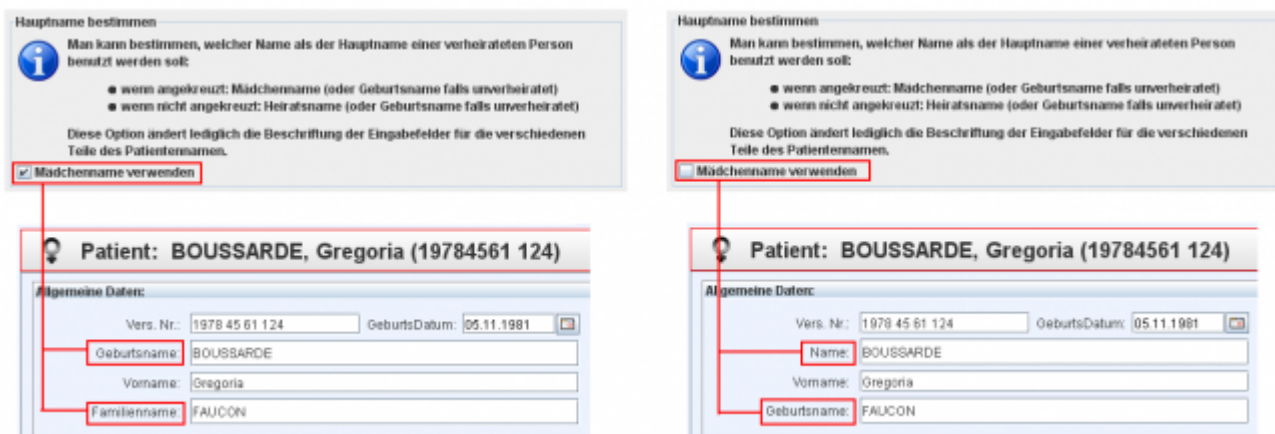 Hauptname bestimmen
Man kann bestimmen, welcher Name als der Hauptname einer verheirateten Person
benutzt werden soll:
● wenn angekreuzt: Mädchenname (oder Geburtsname falls unverheiratet)
● wenn nicht angekreuzt: Heiratsname (oder Geburtsname falls unverheiratet)
Diese Option ändert lediglich die Beschriftung der Eingabefelder für die verschiedenen
Teile des Patientennamen.
Mädchenname verwenden
Patient: BOUSSARDE, Gregoria (19784561 124)
Allgemeine Daten:
Vers. Nr.: 1978 45 61 124 GeburtsDatum: 05.11.1981
Geburtsname: BOUSSARDE
Vorname: Gregoria
Familienname: FAUCON
Hauptname bestimmen
Man kann bestimmen, welcher Name als der Hauptname einer verheirateten Person
benutzt werden soll:
● wenn angekreuzt: Mädchenname (oder Geburtsname falls unverheiratet)
● wenn nicht angekreuzt: Heiratsname (oder Geburtsname falls unverheiratet)
Diese Option ändert lediglich die Beschriftung der Eingabefelder für die verschiedenen
Teile des Patientennamen.
Mädchenname verwenden
Patient: BOUSSARDE, Gregoria (19784561 124)
Allgemeine Daten:
Vers. Nr.: 1978 45 61 124 GeburtsDatum: 05.11.1981
Name: BOUSSARDE
Vorname: Gregoria
Geburtsname: FAUCON